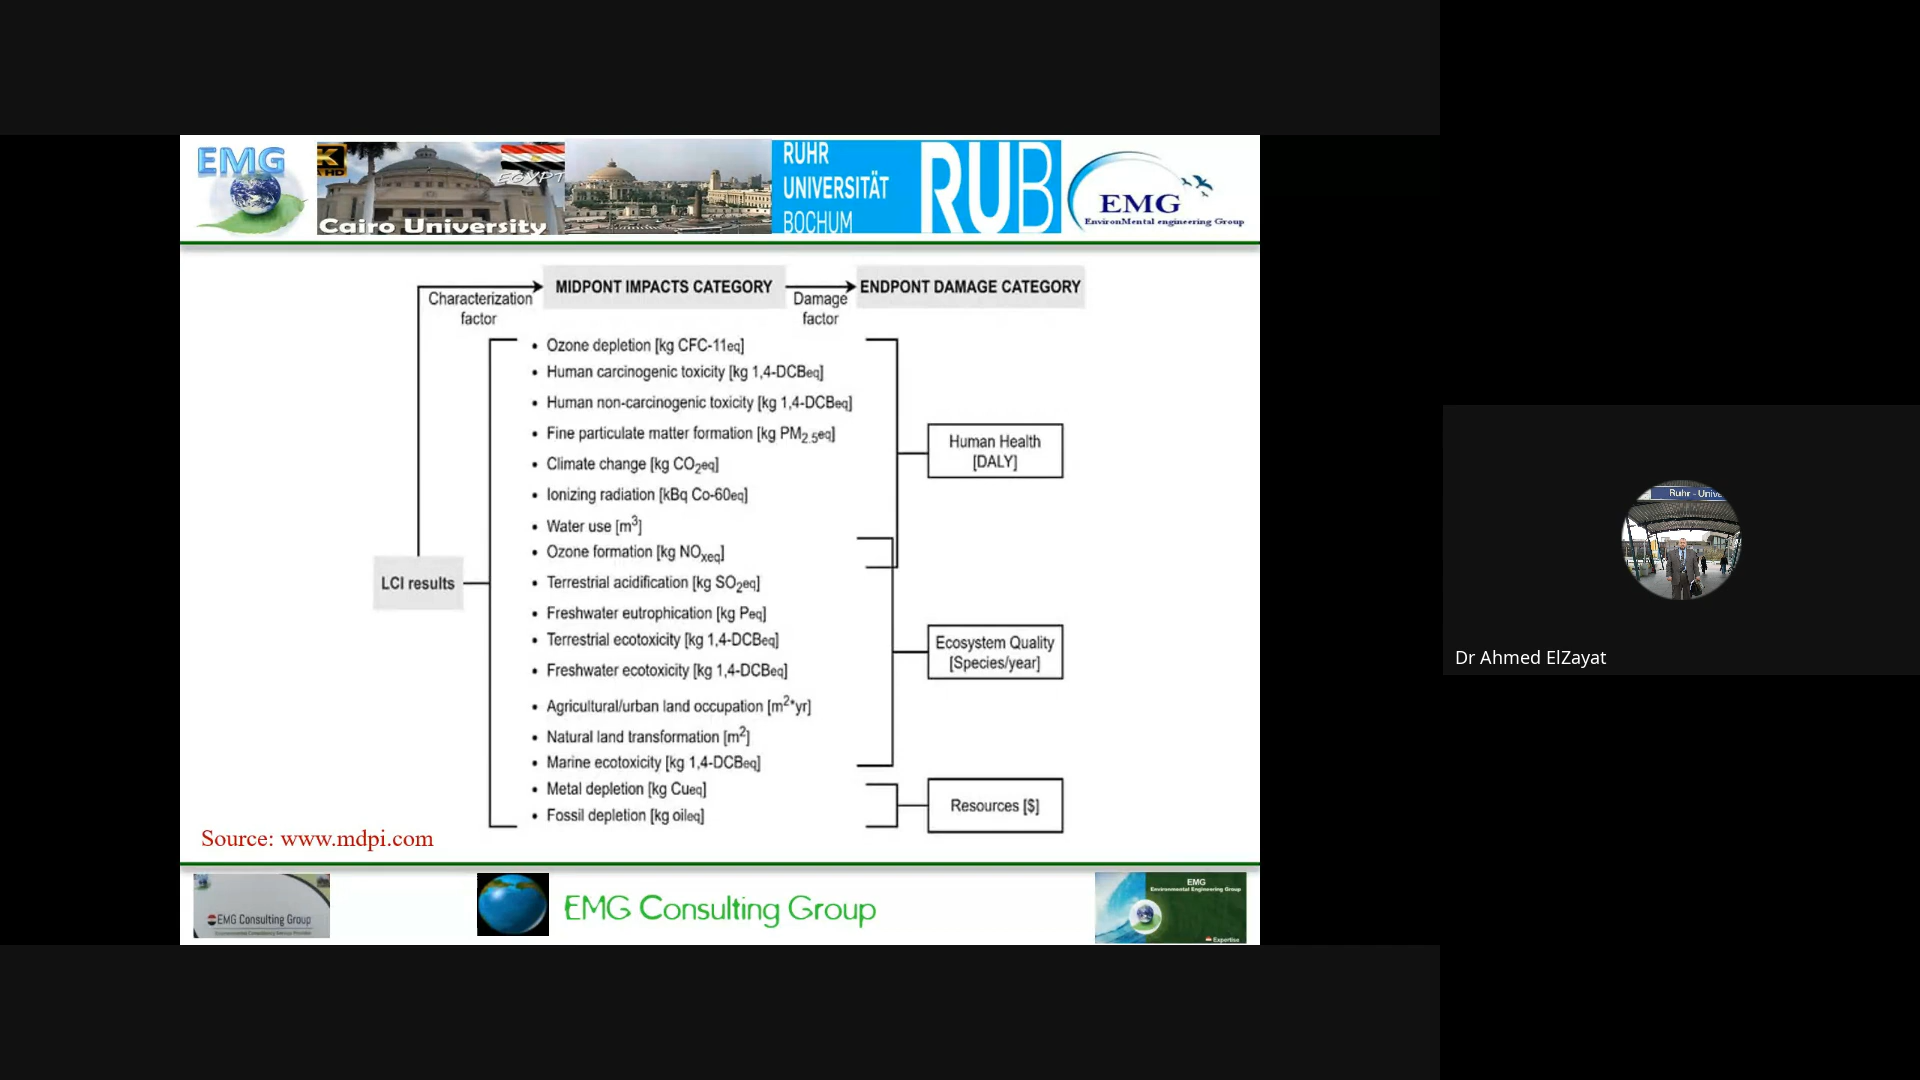 EMG
K
HD
EGYPT
Cairo University
RUHR
UNIVERSITÄT
BOCHUM
RUB
EMG
EnvironMental engineering Group
MIDPONT IMPACTS CATEGORY
ENDPONT DAMAGE CATEGORY
Characterization
factor
Damage
factor
• Ozone depletion [kg CFC-11eq]
• Human carcinogenic toxicity [kg 1,4-DCBeq]
• Human non-carcinogenic toxicity [kg 1,4-DCBeq]
• Fine particulate matter formation [kg PM2.5eq]
• Climate change [kg CO2eq]
• Ionizing radiation [kBq Co-60eq]
• Water use [m3]
• Ozone formation [kg NOxeq]
• Terrestrial acidification [kg SO2eq]
• Freshwater eutrophication [kg Peq]
• Terrestrial ecotoxicity [kg 1,4-DCBeq]
• Freshwater ecotoxicity [kg 1,4-DCBeq]
• Agricultural/urban land occupation [m2*yr]
• Natural land transformation [m2]
• Marine ecotoxicity [kg 1,4-DCBeq]
• Metal depletion [kg Cueq]
• Fossil depletion [kg oileq]
LCI results
Human Health
[DALY]
Ecosystem Quality
[Species/year]
Resources [$]
Source: www.mdpi.com
EMG Consulting Group
EMG Consulting Group
EMG
Environmental Engineering Group
Expertise
Ruhr - Unive
Dr Ahmed ElZayat